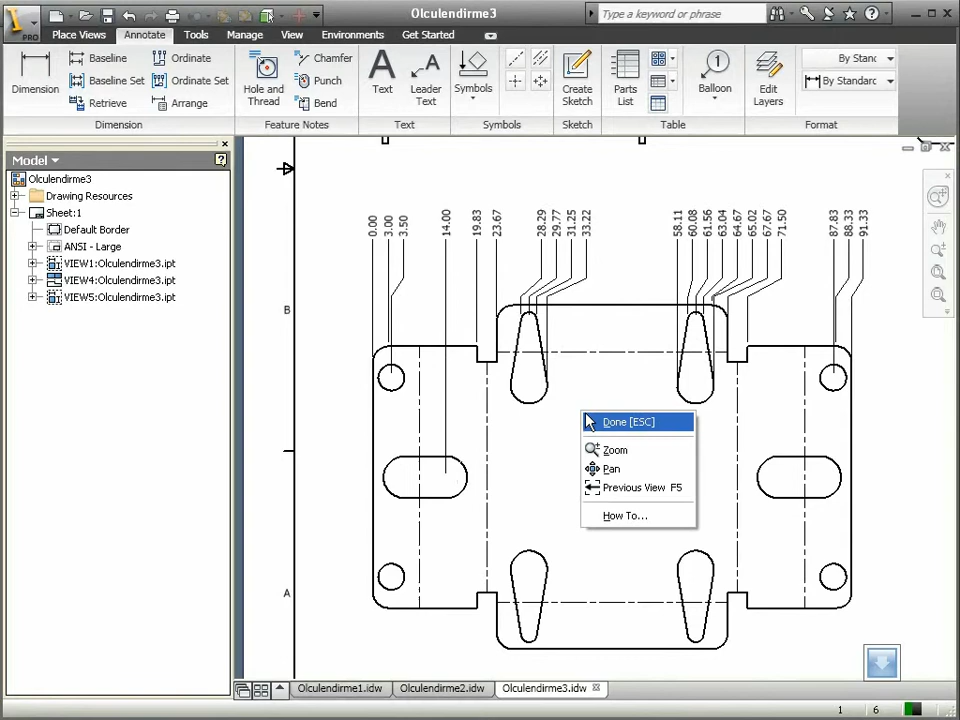 Olculendirme3
Type a keyword or phrase
PRO
Place Views
Annotate
Tools
Manage
View
Environments
Get Started
Dimension
Baseline
Baseline Set
Retrieve
Ordinate
Ordinate Set
Arrange
Dimension
Hole and
Thread
Chamfer
Punch
Bend
Feature Notes
Text
Leader
Text
Text
Symbols
Symbols
Create
Sketch
Sketch
Parts
List
Balloon
Table
Edit
Layers
By Stanc
By Standard
Format
Model
Olculendirme3
Drawing Resources
Sheet:1
Default Border
ANSI - Large
VIEW1:Olculendirme3.ipt
VIEW4:Olculendirme3.ipt
VIEW5:Olculendirme3.ipt
0.00
3.00
3.50
14.00
19.83
23.67
28.29
29.77
31.25
33.22
58.11
60.08
61.56
63.04
64.67
65.02
67.67
71.50
87.83
88.33
91.33
B
A
Done [ESC]
Zoom
Pan
Previous View F5
How To...
Olculendirme1.idw
Olculendirme2.idw
Olculendirme3.idw
1
6